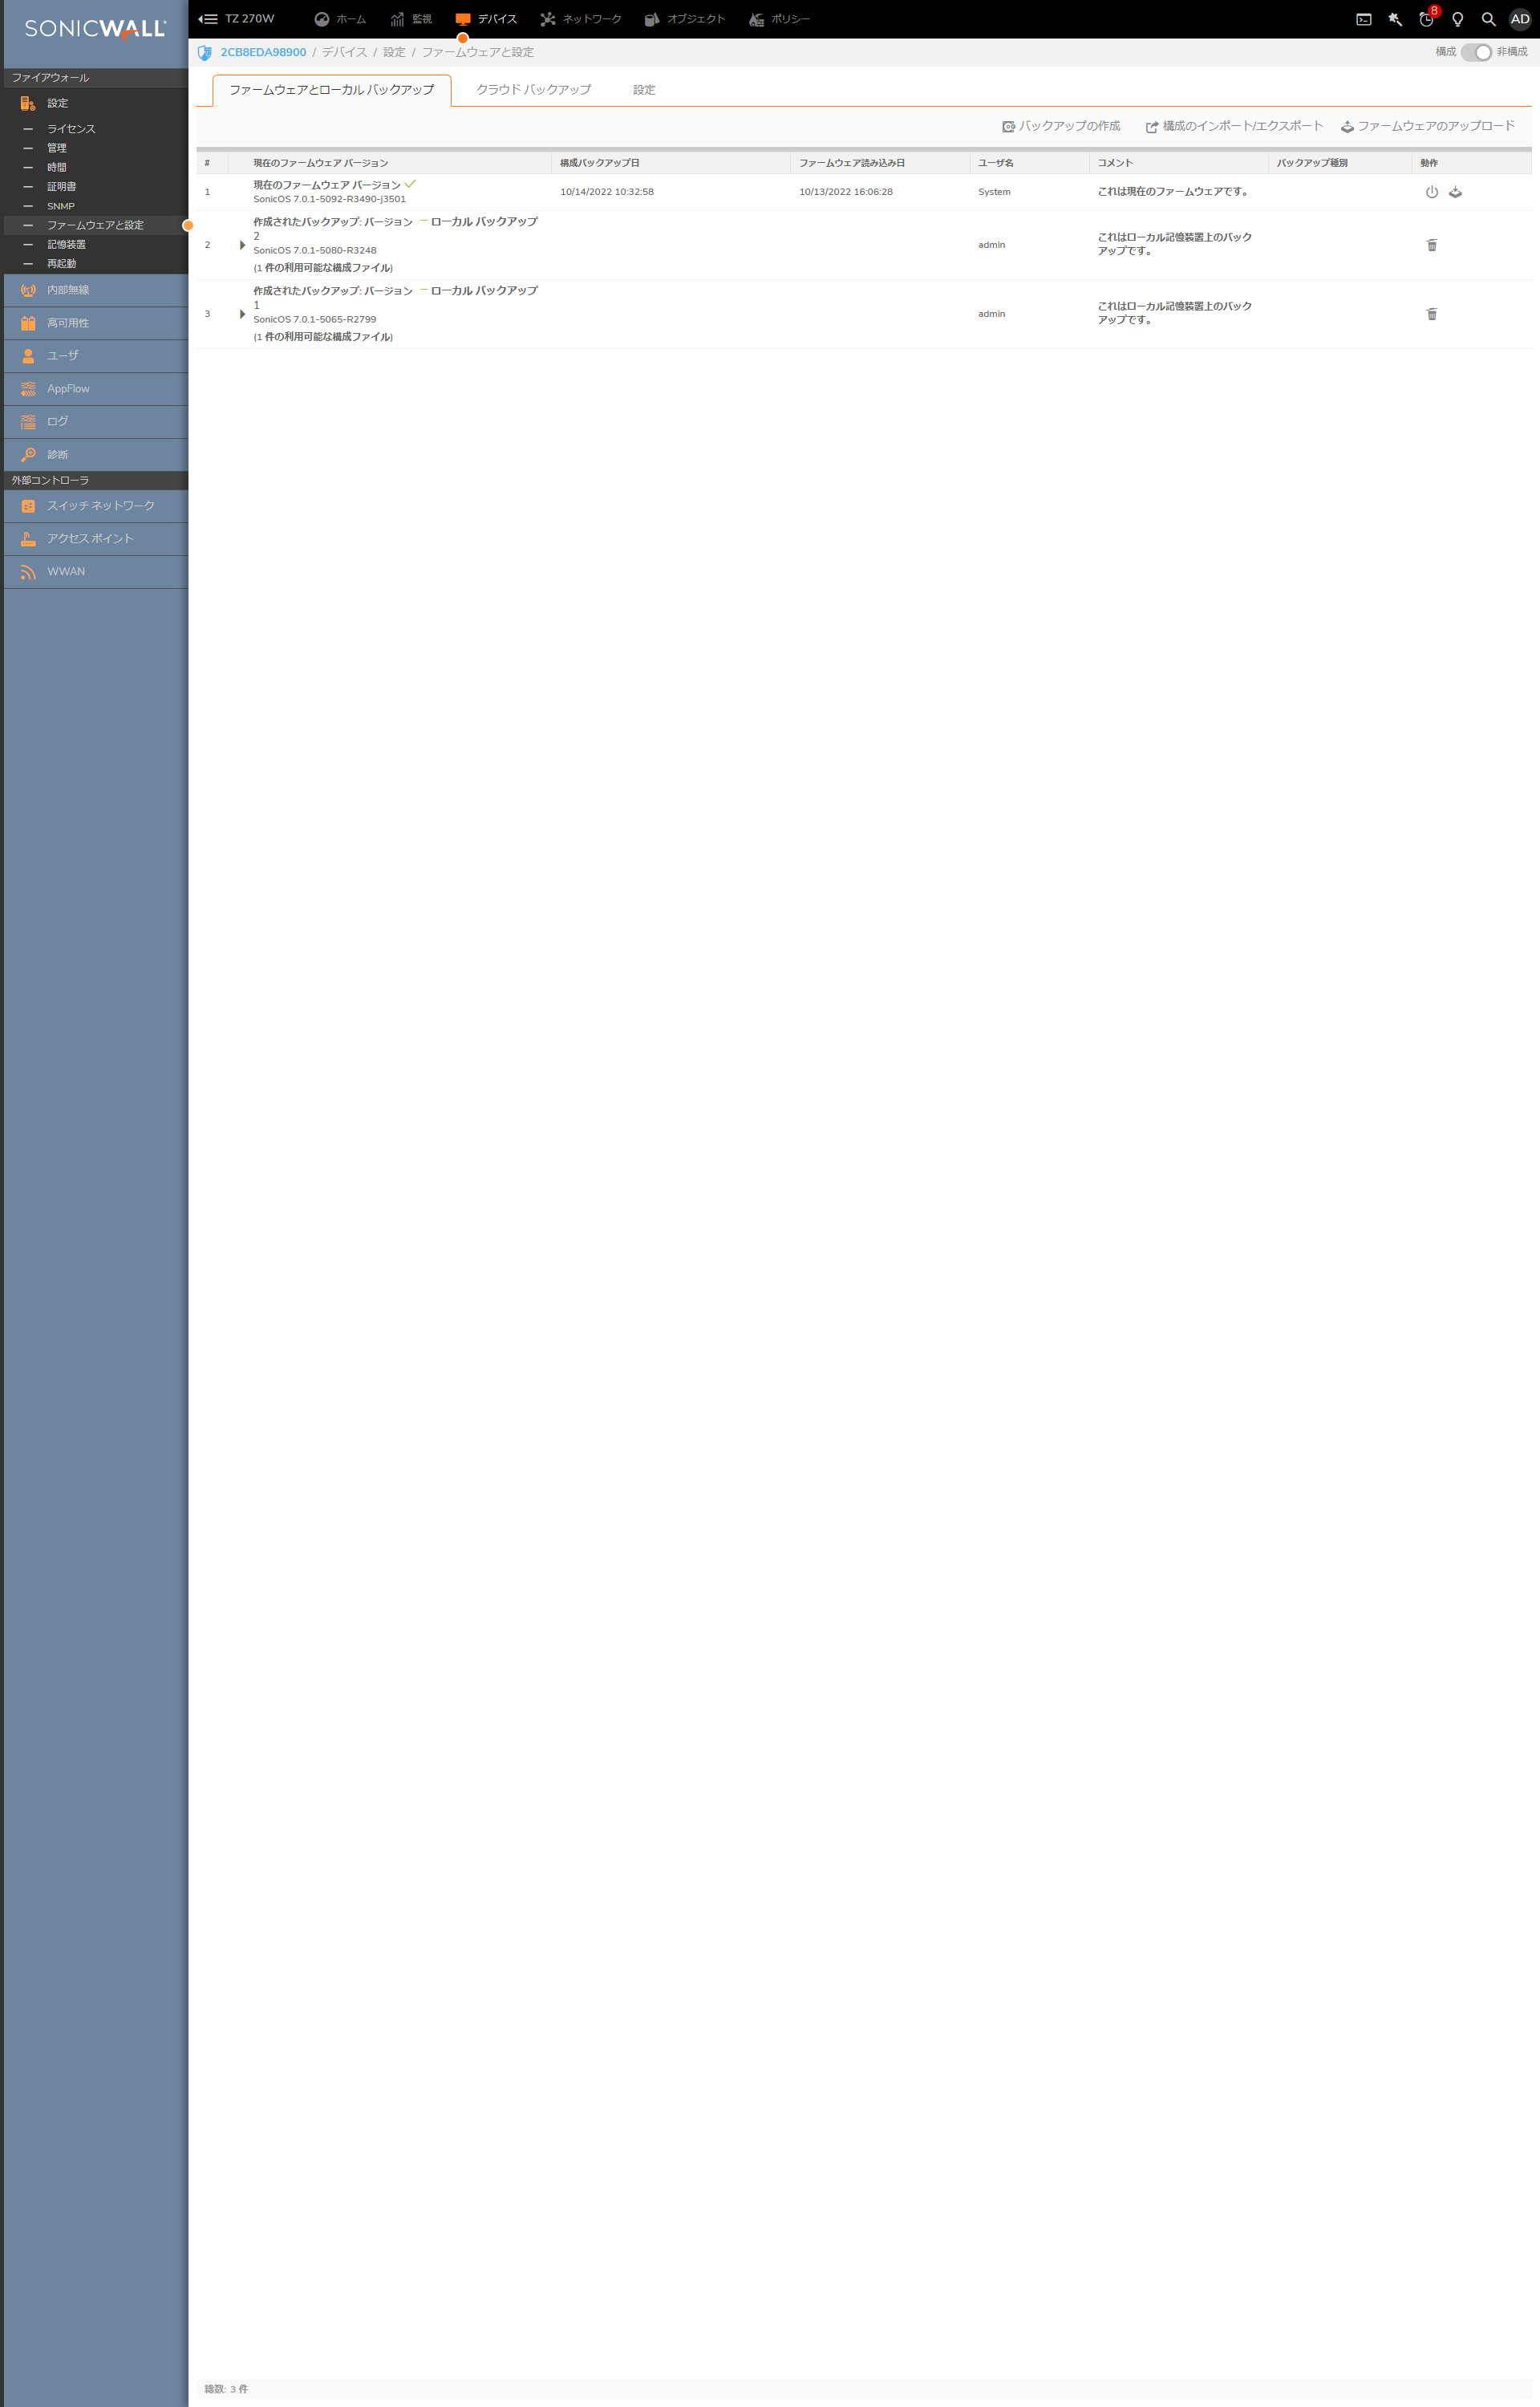 SONICWALL
TZ 270W
ホーム
監視
デバイス
ネットワーク
オブジェクト
ポリシー
8
AD
2CB8EDA98900 / デバイス / 設定 / ファームウェアと設定
構成
非構成
ファイアウォール
設定
ライセンス
管理
時間
証明書
SNMP
ファームウェアと設定
記憶装置
再起動
内部無線
高可用性
ユーザ
AppFlow
ログ
診断
外部コントローラ
スイッチ ネットワーク
アクセス ポイント
WWAN
ファームウェアとローカル バックアップ
クラウド バックアップ
設定
バックアップの作成
構成のインポート/エクスポート
ファームウェアのアップロード
# 現在のファームウェア バージョン 構成バックアップ日 ファームウェア読み込み日 ユーザ名 コメント バックアップ種別 動作
1
現在のファームウェア バージョン
SonicOS 7.0.1-5092-R3490-j3501
10/14/2022 10:32:58
10/13/2022 16:06:28
System
これは現在のファームウェアです。
2
作成されたバックアップ: バージョン – ローカル バックアップ
2
SonicOS 7.0.1-5080-R3248
(1 件の利用可能な構成ファイル)
admin
これはローカル記憶装置上のバック
アップです。
3
作成されたバックアップ: バージョン – ローカル バックアップ
1
SonicOS 7.0.1-5065-R2799
(1 件の利用可能な構成ファイル)
admin
これはローカル記憶装置上のバック
アップです。
総数: 3 件